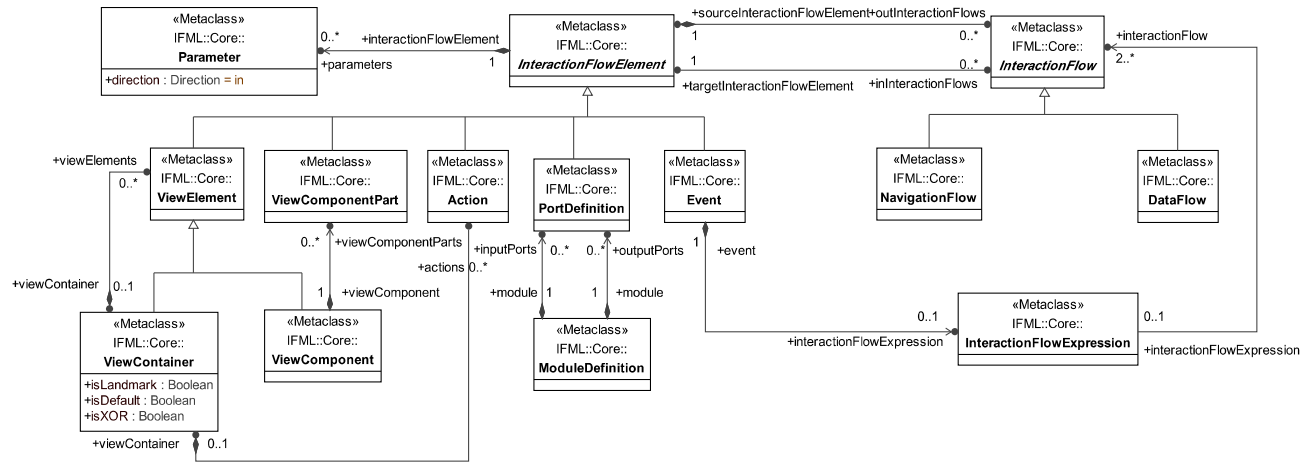 «Metaclass»
IFML::Core::
Parameter
+direction : Direction = in
0..*
+interactionFlowElement
+parameters
1
«Metaclass»
IFML::Core::
InteractionFlowElement
+sourceInteractionFlowElement
+outInteractionFlows
1
0..*
1
0..*
+targetInteractionFlowElement
+inInteractionFlows
«Metaclass»
IFML::Core::
InteractionFlow
+interactionFlow
2..*
+viewElements
0..*
«Metaclass»
IFML::Core::
ViewElement
«Metaclass»
IFML::Core::
ViewComponentPart
«Metaclass»
IFML::Core::
Action
«Metaclass»
IFML::Core::
PortDefinition
«Metaclass»
IFML::Core::
Event
«Metaclass»
IFML::Core::
NavigationFlow
«Metaclass»
IFML::Core::
DataFlow
0..*
+viewComponentParts
+inputPorts
0..*
0..*
+outputPorts
1
+event
+actions
0..*
+viewContainer
0..1
1
+viewComponent
+module
1
1
+module
«Metaclass»
IFML::Core::
ViewContainer
+isLandmark : Boolean
+isDefault : Boolean
+isXOR : Boolean
«Metaclass»
IFML::Core::
ViewComponent
«Metaclass»
IFML::Core::
ModuleDefinition
0..1
+interactionFlowExpression
«Metaclass»
IFML::Core::
InteractionFlowExpression
0..1
+interactionFlowExpression
+viewContainer
0..1